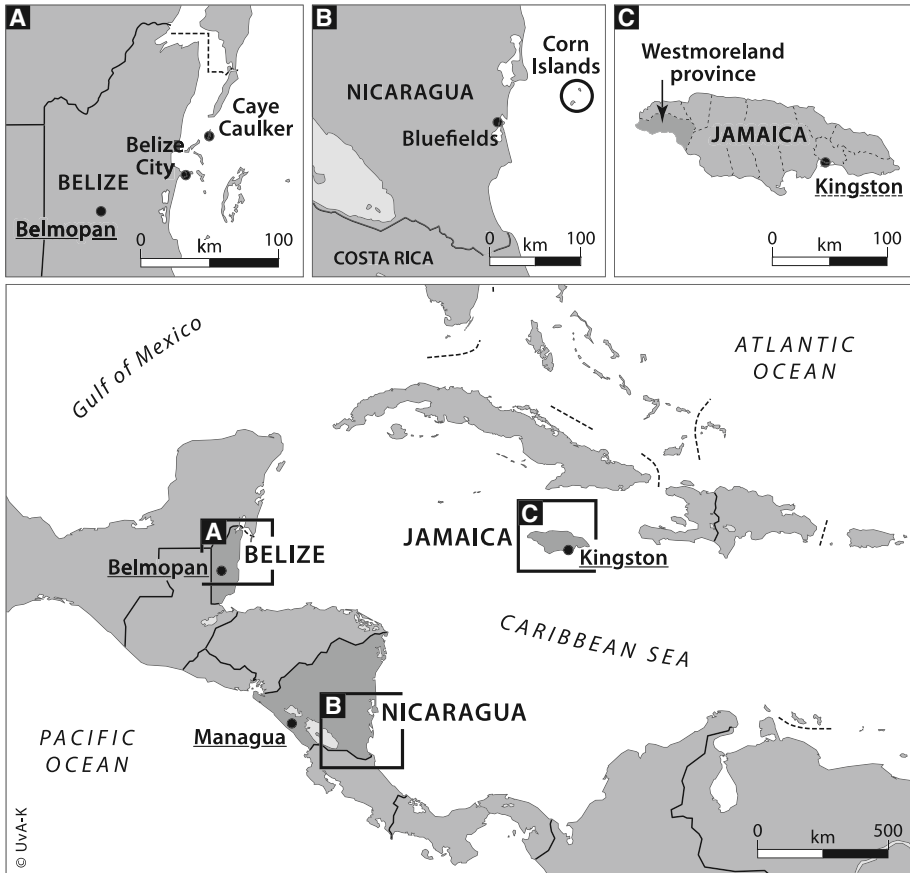 A
Caye
Caulker
Belize
City
BELIZE
Belmopan
0 km 100
B
Corn
Islands
NICARAGUA
Bluefields
0 km 100
COSTA RICA
C
Westmoreland
province
JAMAICA
Kingston
0 km 100
Gulf of Mexico
ATLANTIC
OCEAN
A
BELIZE
Belmopan
C
JAMAICA
Kingston
CARIBBEAN SEA
B
NICARAGUA
Managua
PACIFIC
OCEAN
0 km 500
© UvA-K